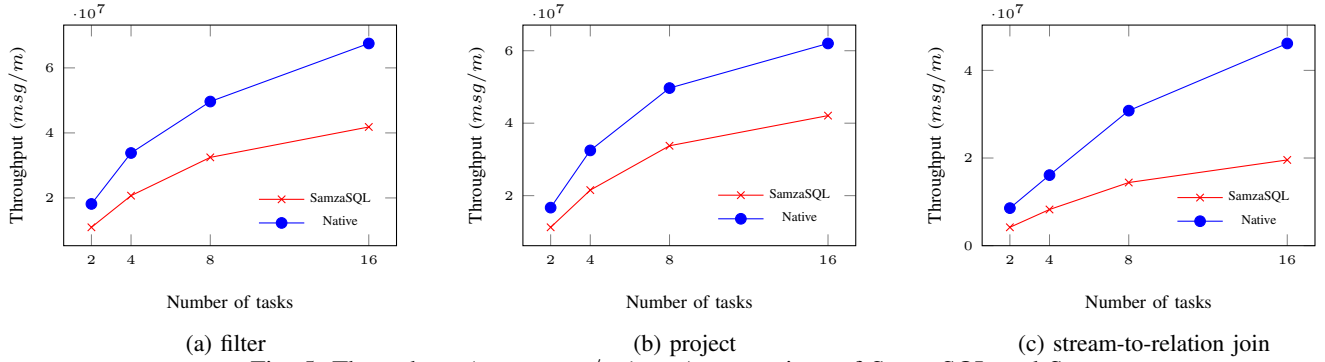 ·10^7
Throughput (msg/m)
6
4
2
SamzaSQL
Native
2 4 8 16
Number of tasks
(a) filter
·10^7
Throughput (msg/m)
6
4
2
SamzaSQL
Native
2 4 8 16
Number of tasks
(b) project
·10^7
Throughput (msg/m)
4
2
0
SamzaSQL
Native
2 4 8 16
Number of tasks
(c) stream-to-relation join